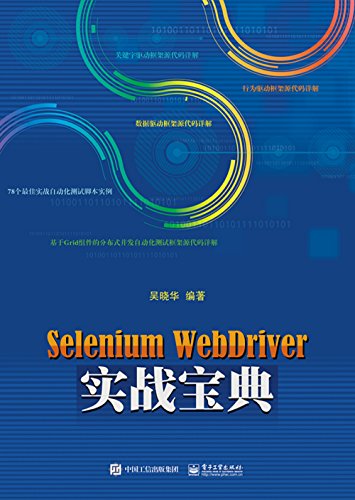 关键字驱动框架源代码详解
行为驱动框架源代码详解
数据驱动框架源代码详解
78个最佳实战自动化测试脚本实例
基于Grid组件的分布式并发自动化测试框架源代码详解
吴晓华 编著
Selenium WebDriver
实战宝典
中国工信出版集团
电子工业出版社